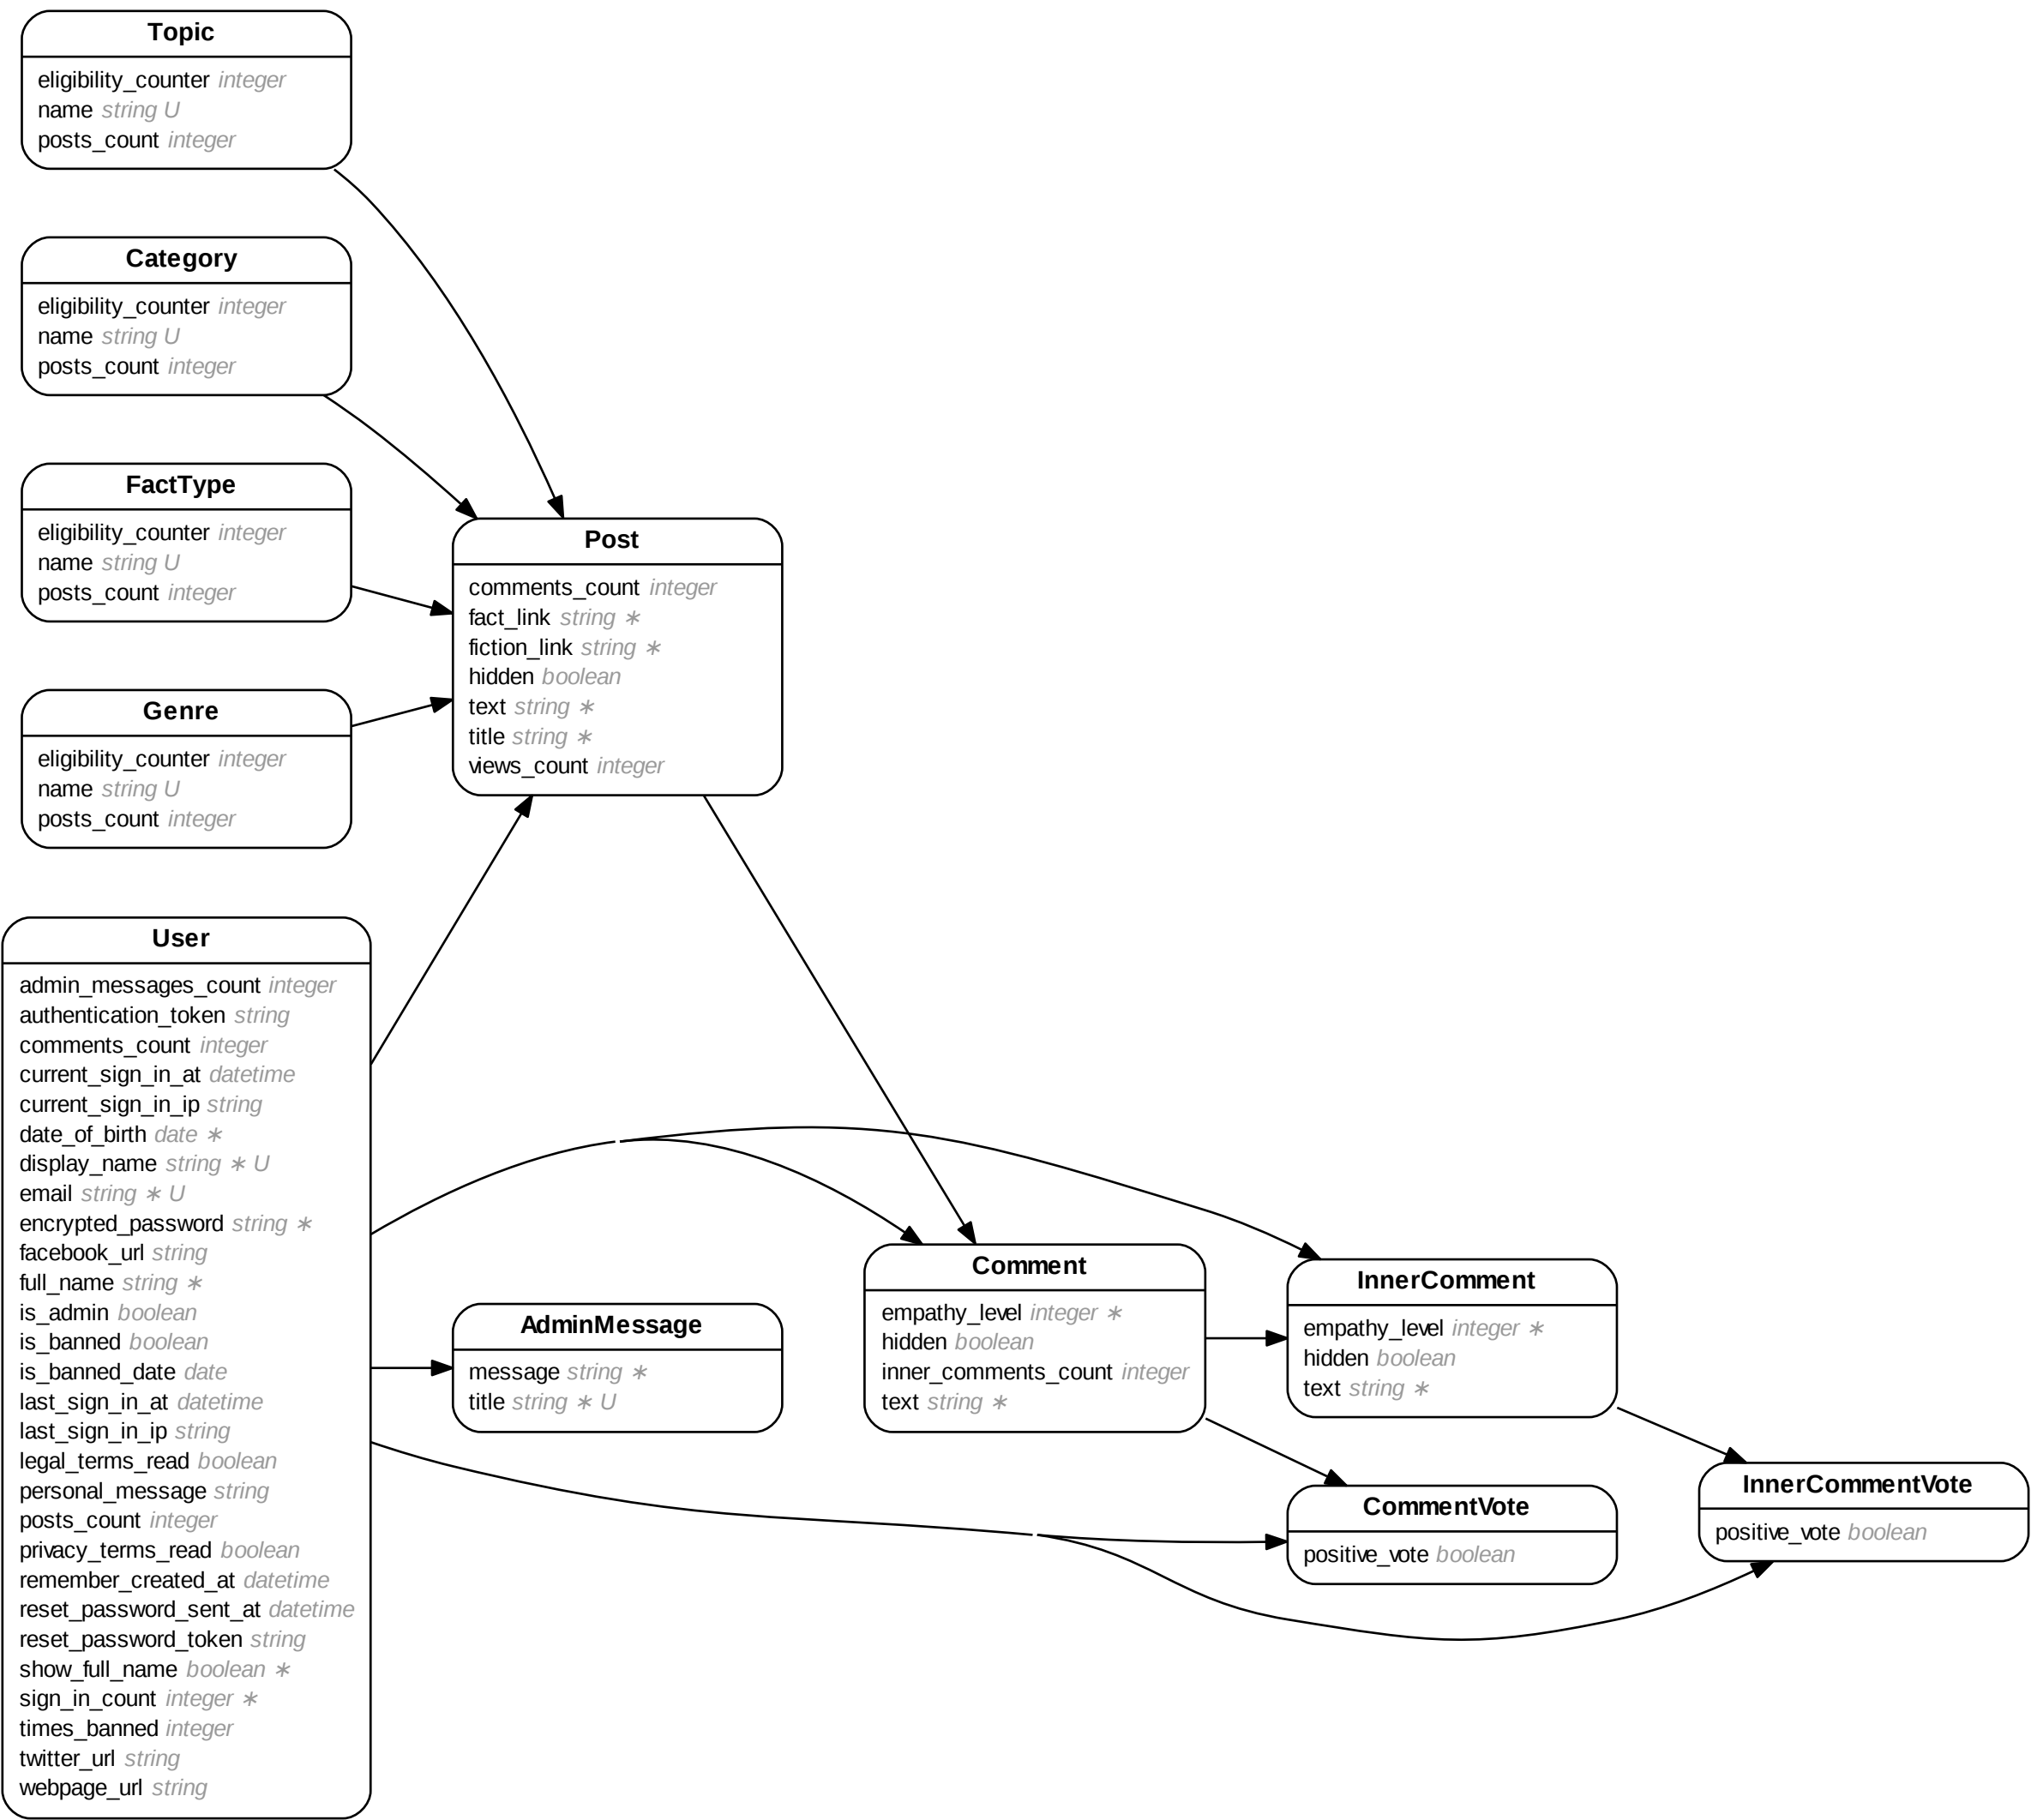 Topic
eligibility_counter integer
name string U
posts_count integer
Category
eligibility_counter integer
name string U
posts_count integer
FactType
eligibility_counter integer
name string U
posts_count integer
Genre
eligibility_counter integer
name string U
posts_count integer
Post
comments_count integer
fact_link string ∗
fiction_link string ∗
hidden boolean
text string ∗
title string ∗
views_count integer
User
admin_messages_count integer
authentication_token string
comments_count integer
current_sign_in_at datetime
current_sign_in_ip string
date_of_birth date ∗
display_name string ∗ U
email string ∗ U
encrypted_password string ∗
facebook_url string
full_name string ∗
is_admin boolean
is_banned boolean
is_banned_date date
last_sign_in_at datetime
last_sign_in_ip string
legal_terms_read boolean
personal_message string
posts_count integer
privacy_terms_read boolean
remember_created_at datetime
reset_password_sent_at datetime
reset_password_token string
show_full_name boolean ∗
sign_in_count integer ∗
times_banned integer
twitter_url string
webpage_url string
AdminMessage
message string ∗
title string ∗ U
Comment
empathy_level integer ∗
hidden boolean
inner_comments_count integer
text string ∗
InnerComment
empathy_level integer ∗
hidden boolean
text string ∗
CommentVote
positive_vote boolean
InnerCommentVote
positive_vote boolean